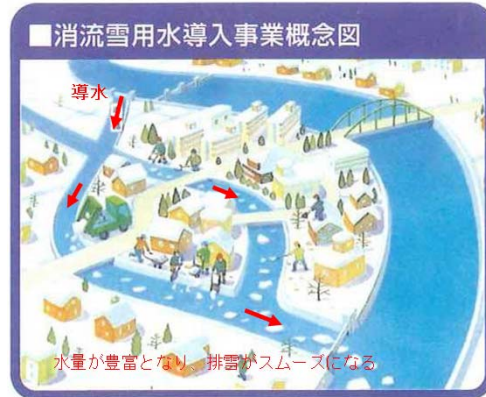 ■消流雪用水導入事業概念図
導水
水量が豊富となり、排雪がスムーズになる